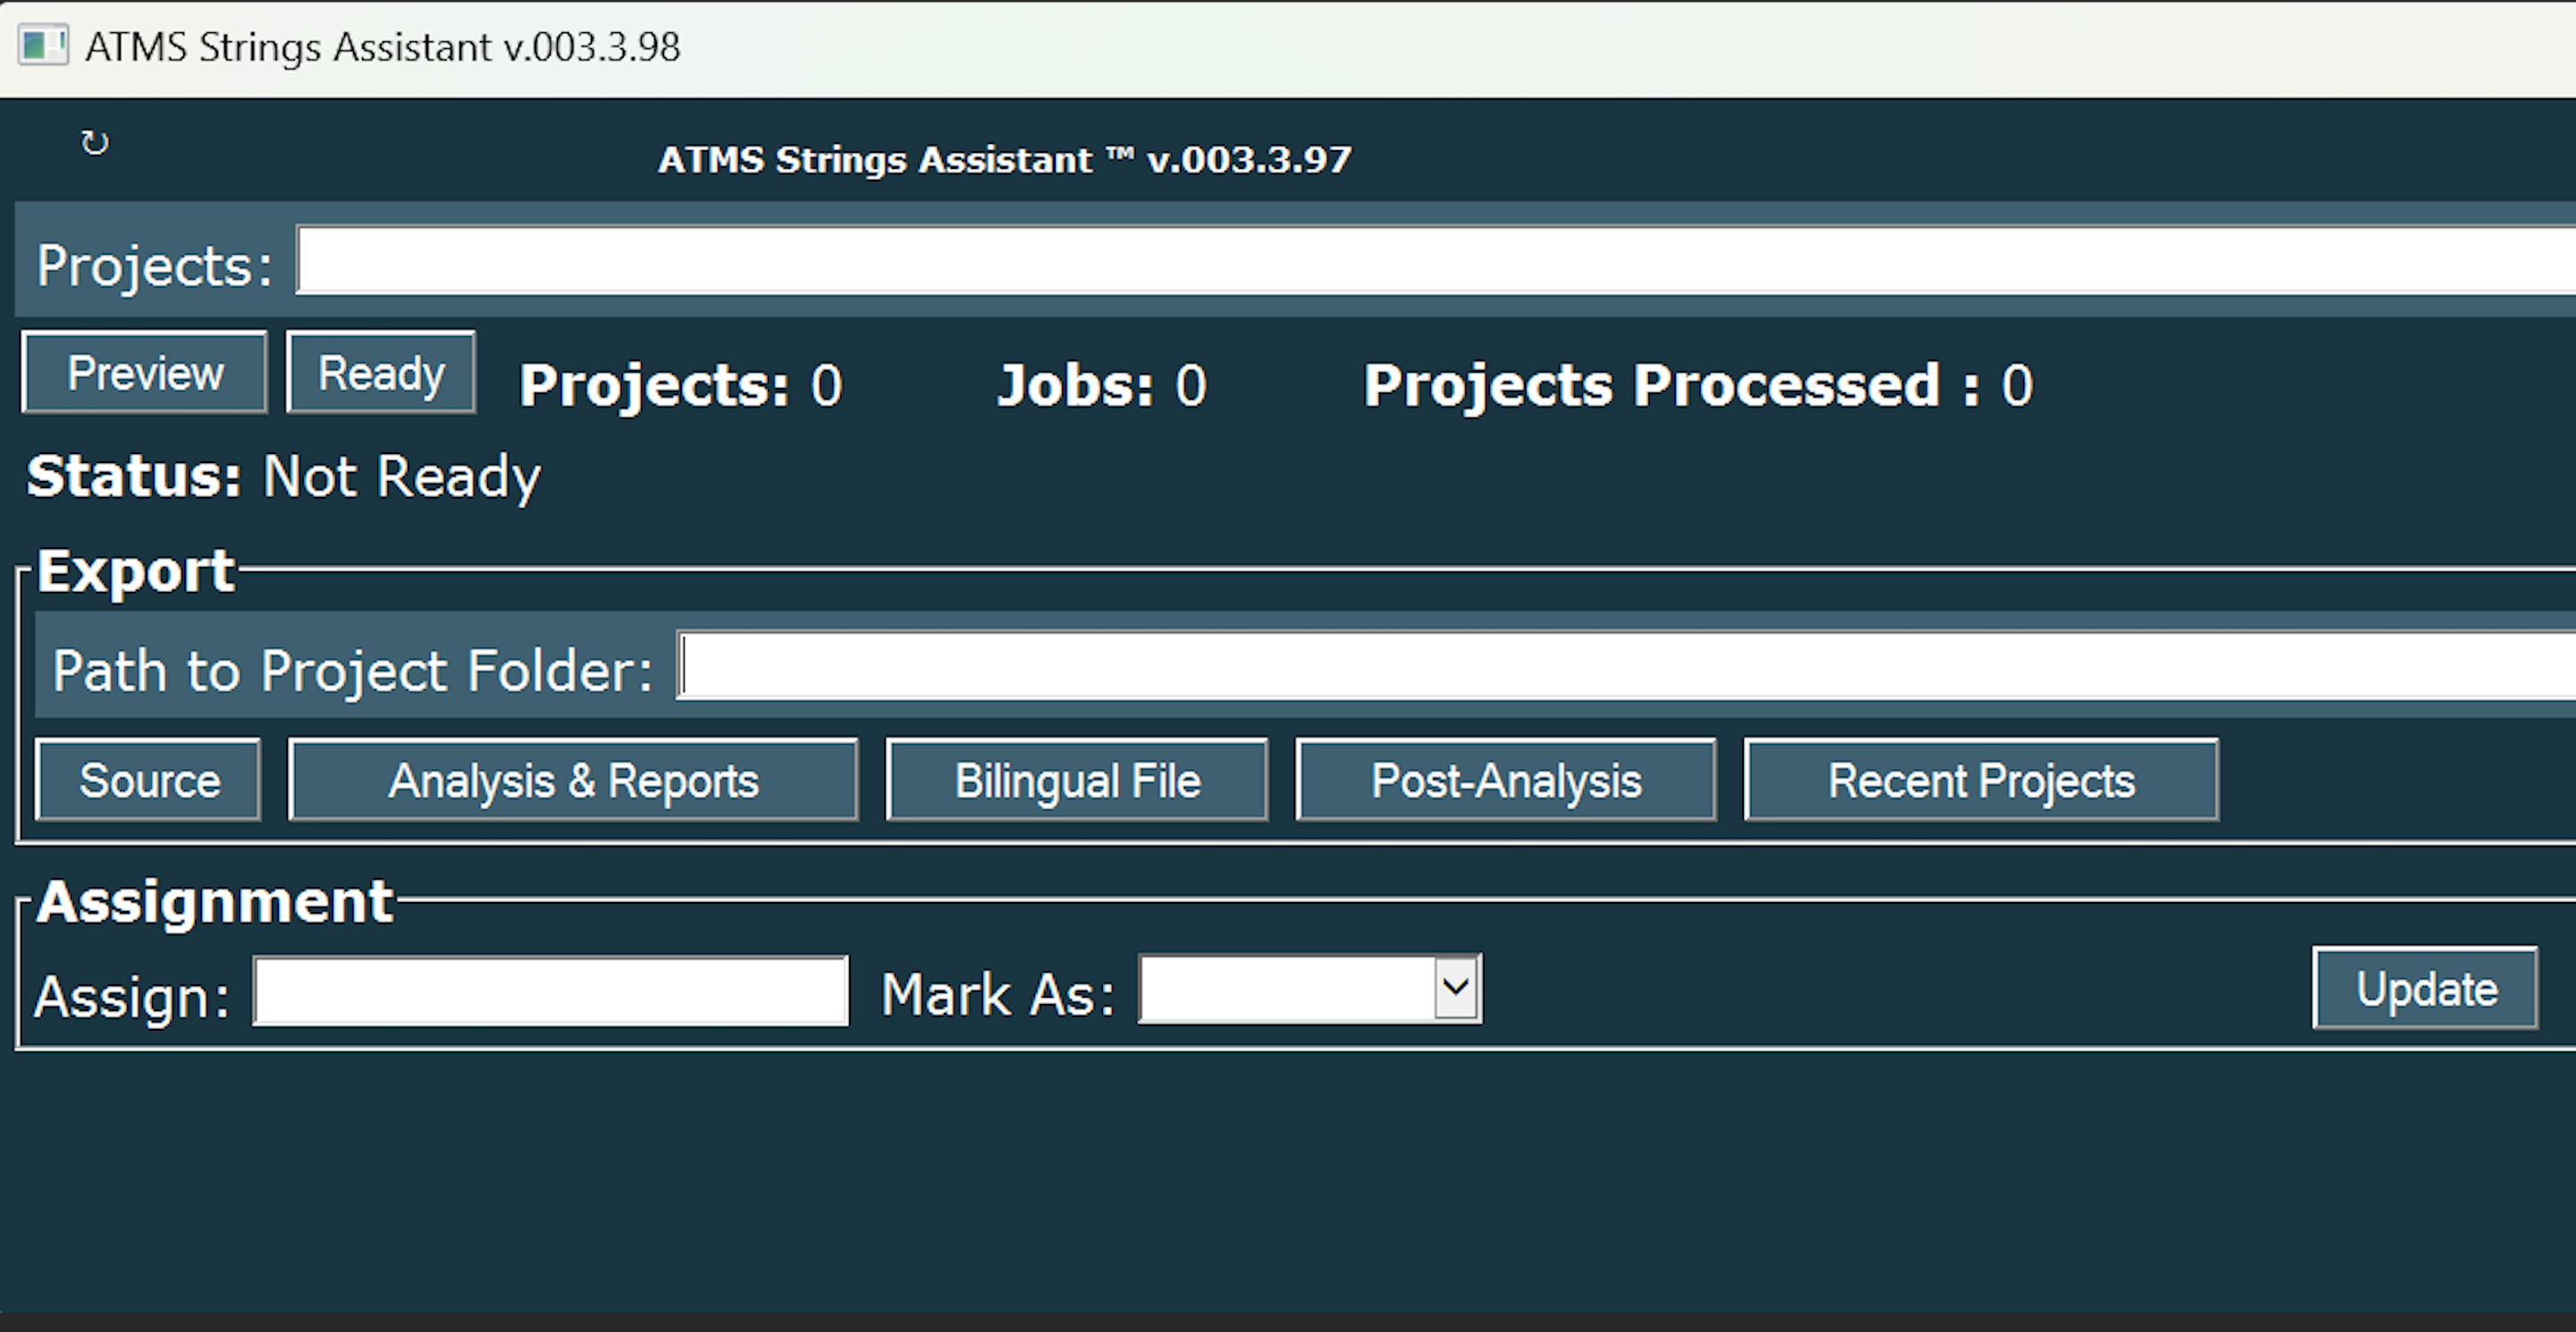 ATMS Strings Assistant v.003.3.98
↻ ATMS Strings Assistant ™ v.003.3.97
Projects:
Preview Ready Projects: 0 Jobs: 0 Projects Processed : 0
Status: Not Ready
Export
Path to Project Folder:
Source Analysis & Reports Bilingual File Post-Analysis Recent Projects
Assignment
Assign: Mark As: Update